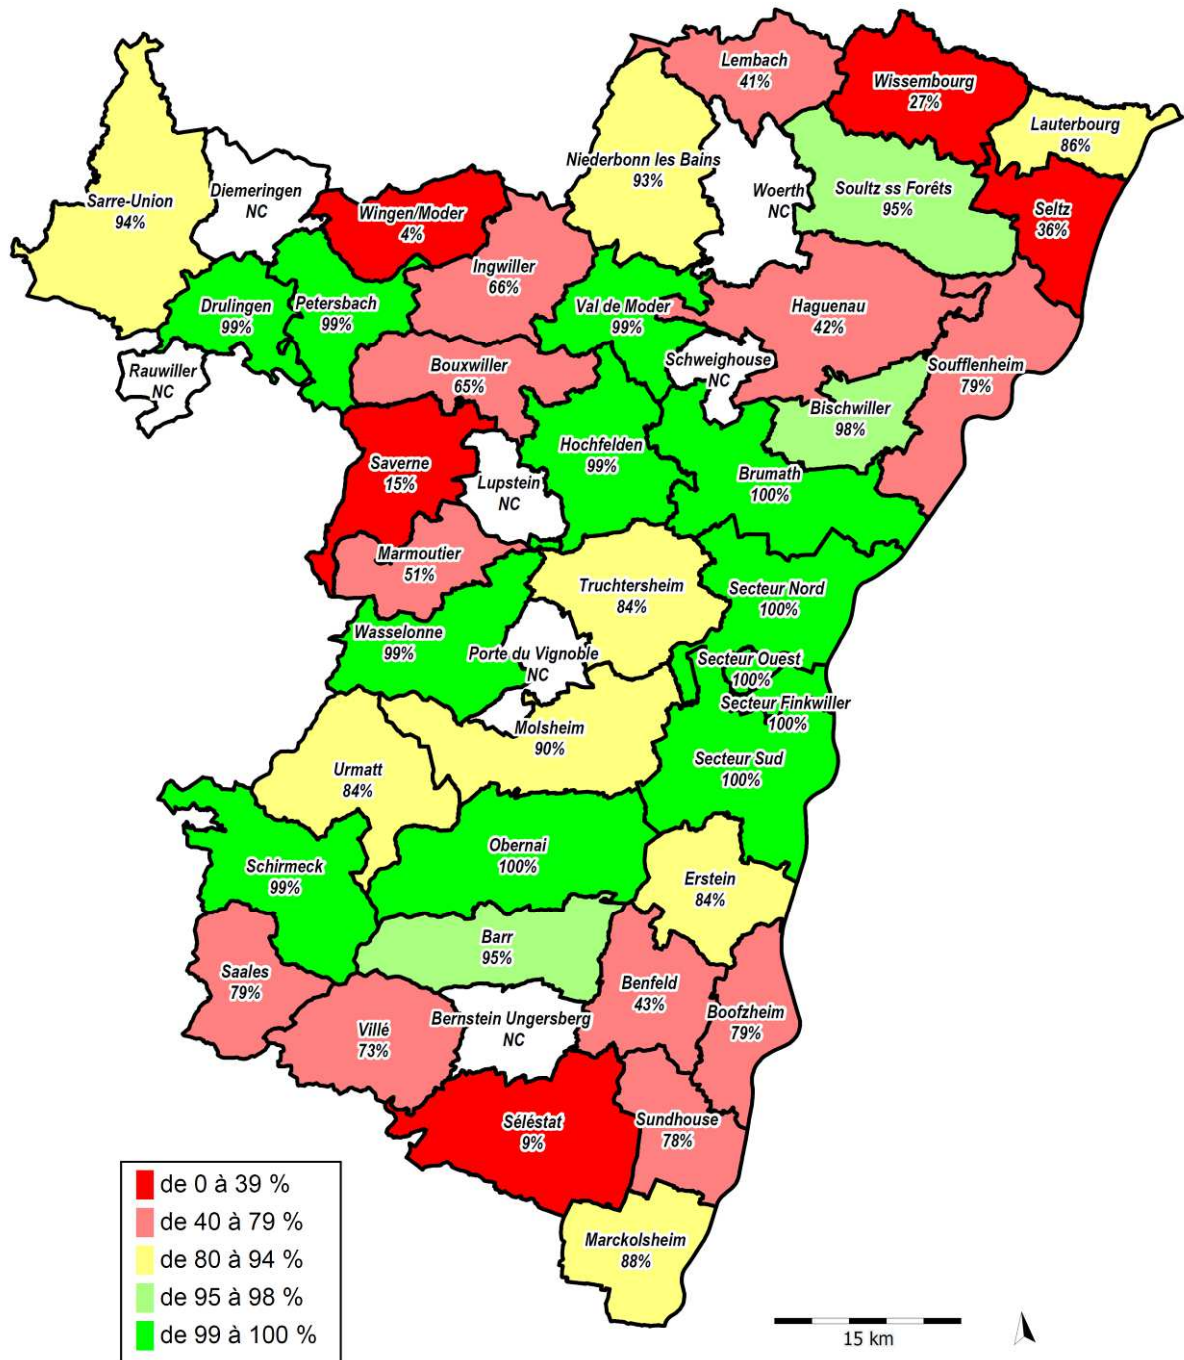 Lembach
41%
Wissembourg
27%
Lauterbourg
86%
Niederbonn les Bains
93%
Woerth
NC
Soultz ss Forêts
95%
Seltz
36%
Diemeringen
NC
Sarre-Union
94%
Wingen/Moder
4%
Ingwiller
66%
Drulingen
99%
Petersbach
99%
Val de Moder
99%
Haguenau
42%
Rauwiller
NC
Bouxwiller
65%
Schweighouse
NC
Soufflenheim
79%
Bischwiller
98%
Hochfelden
99%
Saverne
15%
Lupstein
NC
Brumath
100%
Marmoutier
51%
Truchtersheim
84%
Secteur Nord
100%
Wasselonne
99%
Porte du Vignoble
NC
Secteur Ouest
100%
Secteur Finkwiller
100%
Molsheim
90%
Secteur Sud
100%
Urmatt
84%
Obernai
100%
Schirmeck
99%
Erstein
84%
Barr
95%
Saales
79%
Benfeld
43%
Boofzheim
79%
Villé
73%
Bernstein Ungersberg
NC
Séléstat
9%
Sundhouse
78%
Marckolsheim
88%
de 0 à 39 %
de 40 à 79 %
de 80 à 94 %
de 95 à 98 %
de 99 à 100 %
15 km